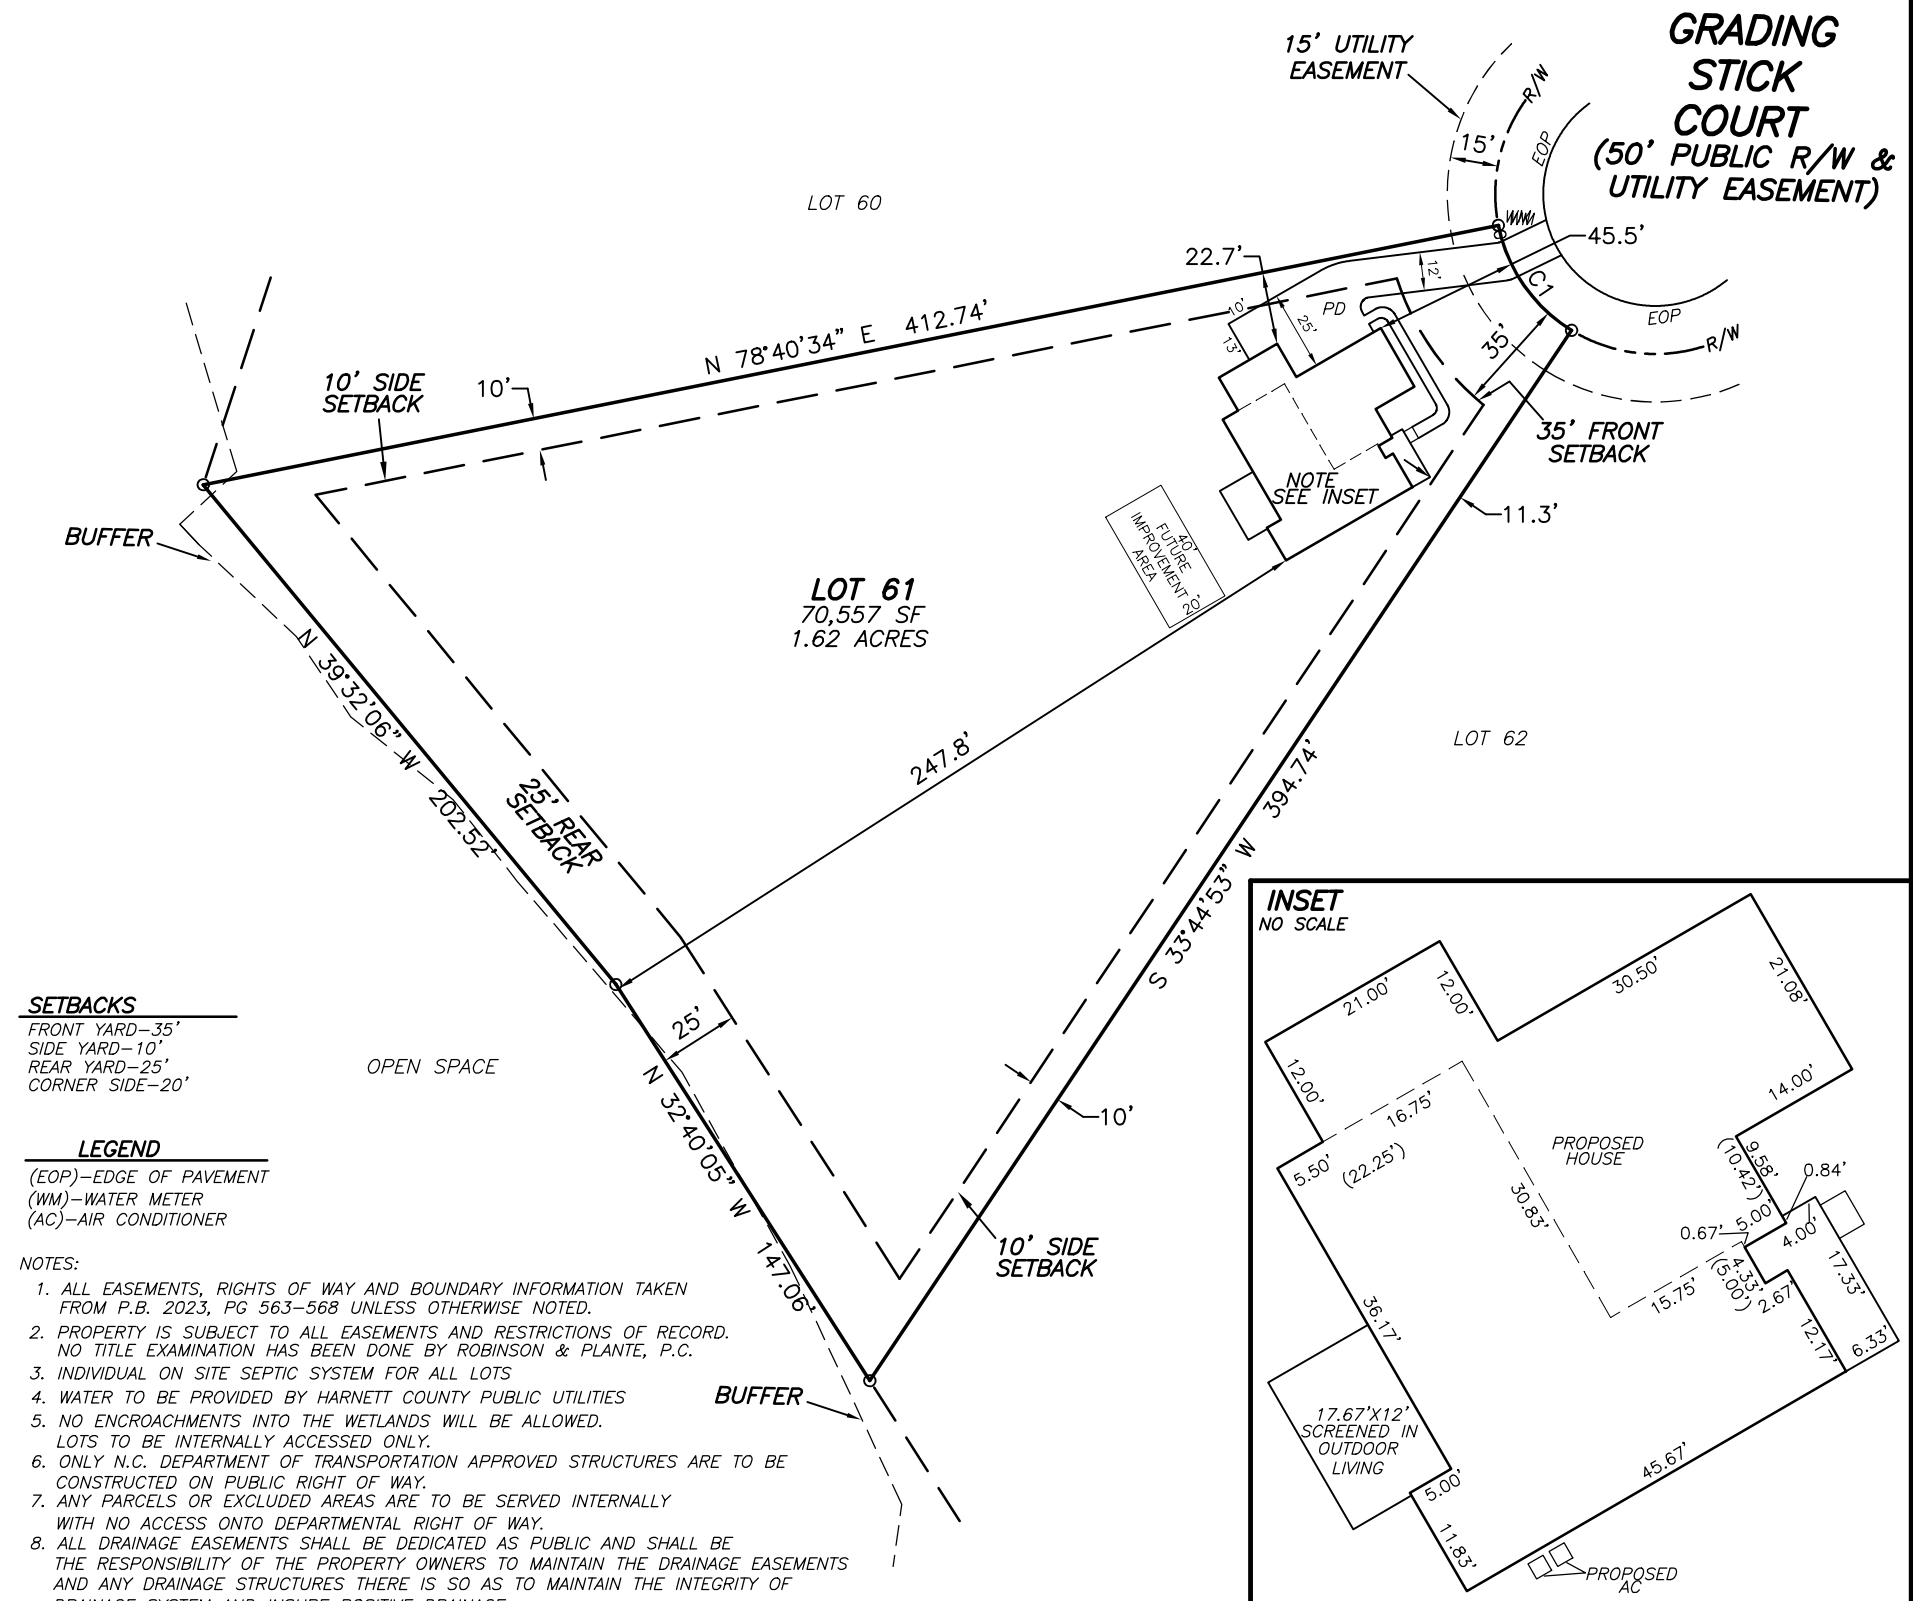 GRADING
STICK
COURT
(50' PUBLIC R/W &
UTILITY EASEMENT)
15' UTILITY
EASEMENT
R/W
15'
EOP
EOP
R/W
45.5'
C1
12'
35'
22.7'
10'
25'
13'
PD
LOT 60
N 78°40'34" E 412.74'
10' SIDE
SETBACK
10'
35' FRONT
SETBACK
NOTE
SEE INSET
11.3'
40'
FUTURE
IMPROVEMENT
AREA
20'
BUFFER
LOT 61
70,557 SF
1.62 ACRES
N 39°32'06" W 202.52'
25' REAR
SETBACK
247.8'
S 33°44'53" W 394.74'
LOT 62
25'
N 32°40'05" W 147.06'
10'
10' SIDE
SETBACK
OPEN SPACE
BUFFER
SETBACKS
FRONT YARD-35'
SIDE YARD-10'
REAR YARD-25'
CORNER SIDE-20'
LEGEND
(EOP)-EDGE OF PAVEMENT
(WM)-WATER METER
(AC)-AIR CONDITIONER
NOTES:
1. ALL EASEMENTS, RIGHTS OF WAY AND BOUNDARY INFORMATION TAKEN
FROM P.B. 2023, PG 563-568 UNLESS OTHERWISE NOTED.
2. PROPERTY IS SUBJECT TO ALL EASEMENTS AND RESTRICTIONS OF RECORD.
NO TITLE EXAMINATION HAS BEEN DONE BY ROBINSON & PLANTE, P.C.
3. INDIVIDUAL ON SITE SEPTIC SYSTEM FOR ALL LOTS
4. WATER TO BE PROVIDED BY HARNETT COUNTY PUBLIC UTILITIES
5. NO ENCROACHMENTS INTO THE WETLANDS WILL BE ALLOWED.
LOTS TO BE INTERNALLY ACCESSED ONLY.
6. ONLY N.C. DEPARTMENT OF TRANSPORTATION APPROVED STRUCTURES ARE TO BE
CONSTRUCTED ON PUBLIC RIGHT OF WAY.
7. ANY PARCELS OR EXCLUDED AREAS ARE TO BE SERVED INTERNALLY
WITH NO ACCESS ONTO DEPARTMENTAL RIGHT OF WAY.
8. ALL DRAINAGE EASEMENTS SHALL BE DEDICATED AS PUBLIC AND SHALL BE
THE RESPONSIBILITY OF THE PROPERTY OWNERS TO MAINTAIN THE DRAINAGE EASEMENTS
AND ANY DRAINAGE STRUCTURES THERE IS SO AS TO MAINTAIN THE INTEGRITY OF
DRAINAGE SYSTEM AND INSURE POSITIVE DRAINAGE
INSET
NO SCALE
21.00'
12.00'
30.50'
21.08'
12.00'
16.75'
14.00'
5.50'
(22.25')
PROPOSED
HOUSE
9.58'
(10.42')
0.84'
30.83'
5.00'
0.67'
4.00'
4.33'
(5.00')
2.67'
17.33'
15.75'
36.17'
12.17'
6.33'
17.67'X12'
SCREENED IN
OUTDOOR
LIVING
5.00'
45.67'
11.83'
PROPOSED
AC